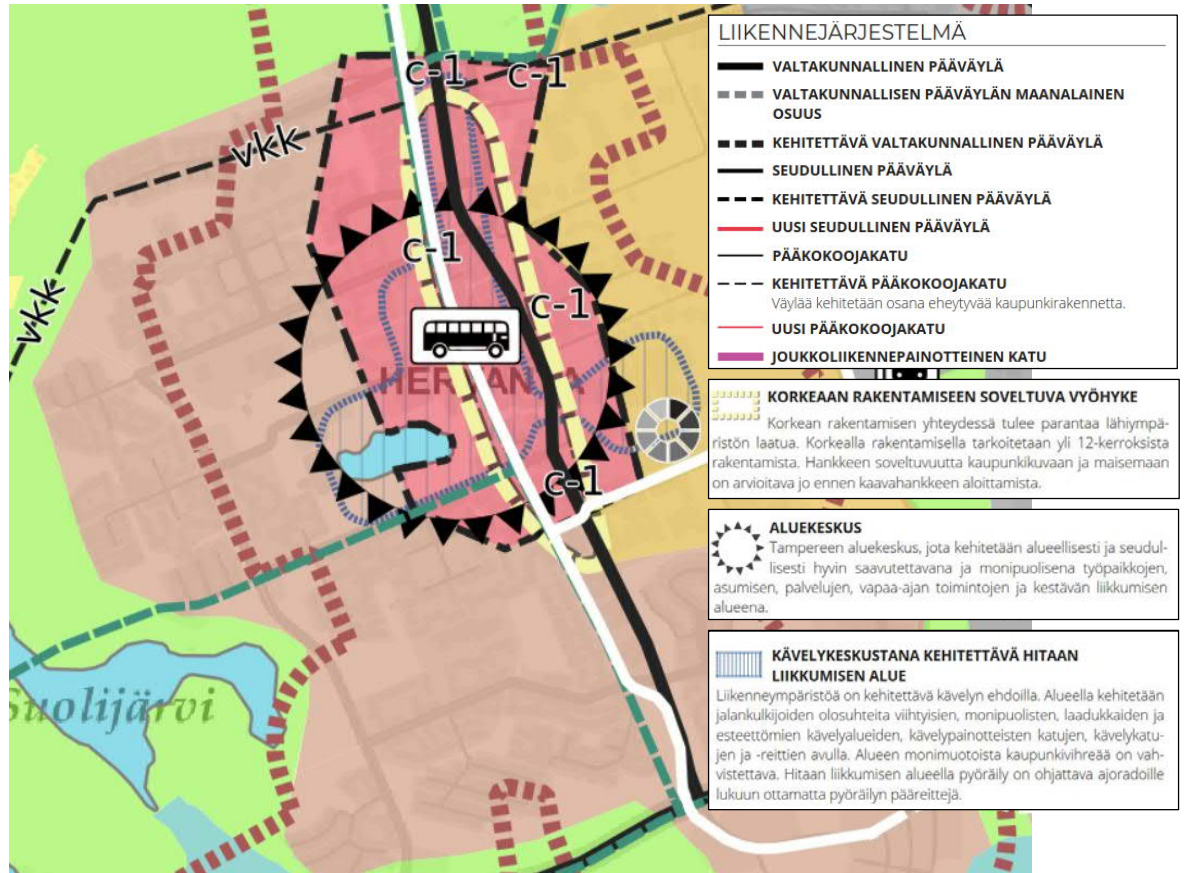 c-1
c-1
vkk
vkk
c-1
c-1
HERVANTA
c-1
Suolijärvi
LIIKENNEJÄRJESTELMÄ
VALTAKUNNALLINEN PÄÄVÄYLÄ
VALTAKUNNALLISEN PÄÄVÄYLÄN MAANALAINEN
OSUUS
KEHITETTÄVÄ VALTAKUNNALLINEN PÄÄVÄYLÄ
SEUDULLINEN PÄÄVÄYLÄ
KEHITETTÄVÄ SEUDULLINEN PÄÄVÄYLÄ
UUSI SEUDULLINEN PÄÄVÄYLÄ
PÄÄKOKOOJAKATU
KEHITETTÄVÄ PÄÄKOKOOJAKATU
Väylää kehitetään osana eheytyvää kaupunkirakennetta.
UUSI PÄÄKOKOOJAKATU
JOUKKOLIIKENNEPAINOTTEINEN KATU
KORKEAAN RAKENTAMISEEN SOVELTUVA VYÖHYKE
Korkean rakentamisen yhteydessä tulee parantaa lähiympä-
ristön laatua. Korkealla rakentamisella tarkoitetaan yli 12-kerroksista
rakentamista. Hankkeen soveltuvuutta kaupunkikuvaan ja maisemaan
on arvioitava jo ennen kaavahankkeen aloittamista.
ALUEKESKUS
Tampereen aluekeskus, jota kehitetään alueellisesti ja seudul-
lisesti hyvin saavutettavana ja monipuolisena työpaikkojen,
asumisen, palvelujen, vapaa-ajan toimintojen ja kestävän liikkumisen
alueena.
KÄVELYKESKUSTANA KEHITETTÄVÄ HITAAN
LIIKKUMISEN ALUE
Liikenneympäristöä on kehitettävä kävelyn ehdoilla. Alueella kehitetään
jalankulkijoiden olosuhteita viihtyisien, monipuolisten, laadukkaiden ja
esteettömien kävelyalueiden, kävelypainotteisten katujen, kävelykatu-
jen ja -reittien avulla. Alueen monimuotoista kaupunkivihreää on vah-
vistettava. Hitaan liikkumisen alueella pyöräily on ohjattava ajoradoille
lukuun ottamatta pyöräilyn pääreittejä.